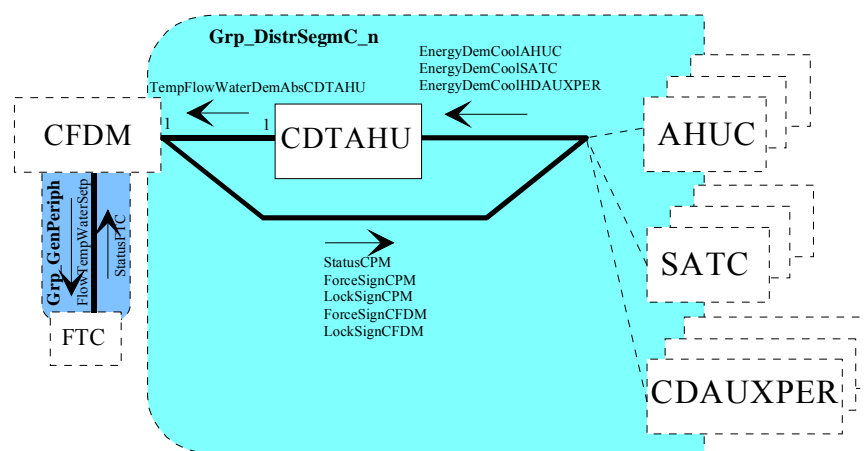 Grp_DistrSegmC_n
EnergyDemCoolAHUC
EnergyDemCoolSATC
EnergyDemCoolHDAUXPER
TempFlowWaterDemAbsCDTAHU
CFDM
1
1
CDTAHU
AHUC
Grp_GenPeriph
FlowTempWaterSetp
StatusFTC
StatusCPM
ForceSignCPM
LockSignCPM
ForceSignCFDM
LockSignCFDM
SATC
FTC
CDAUXPER